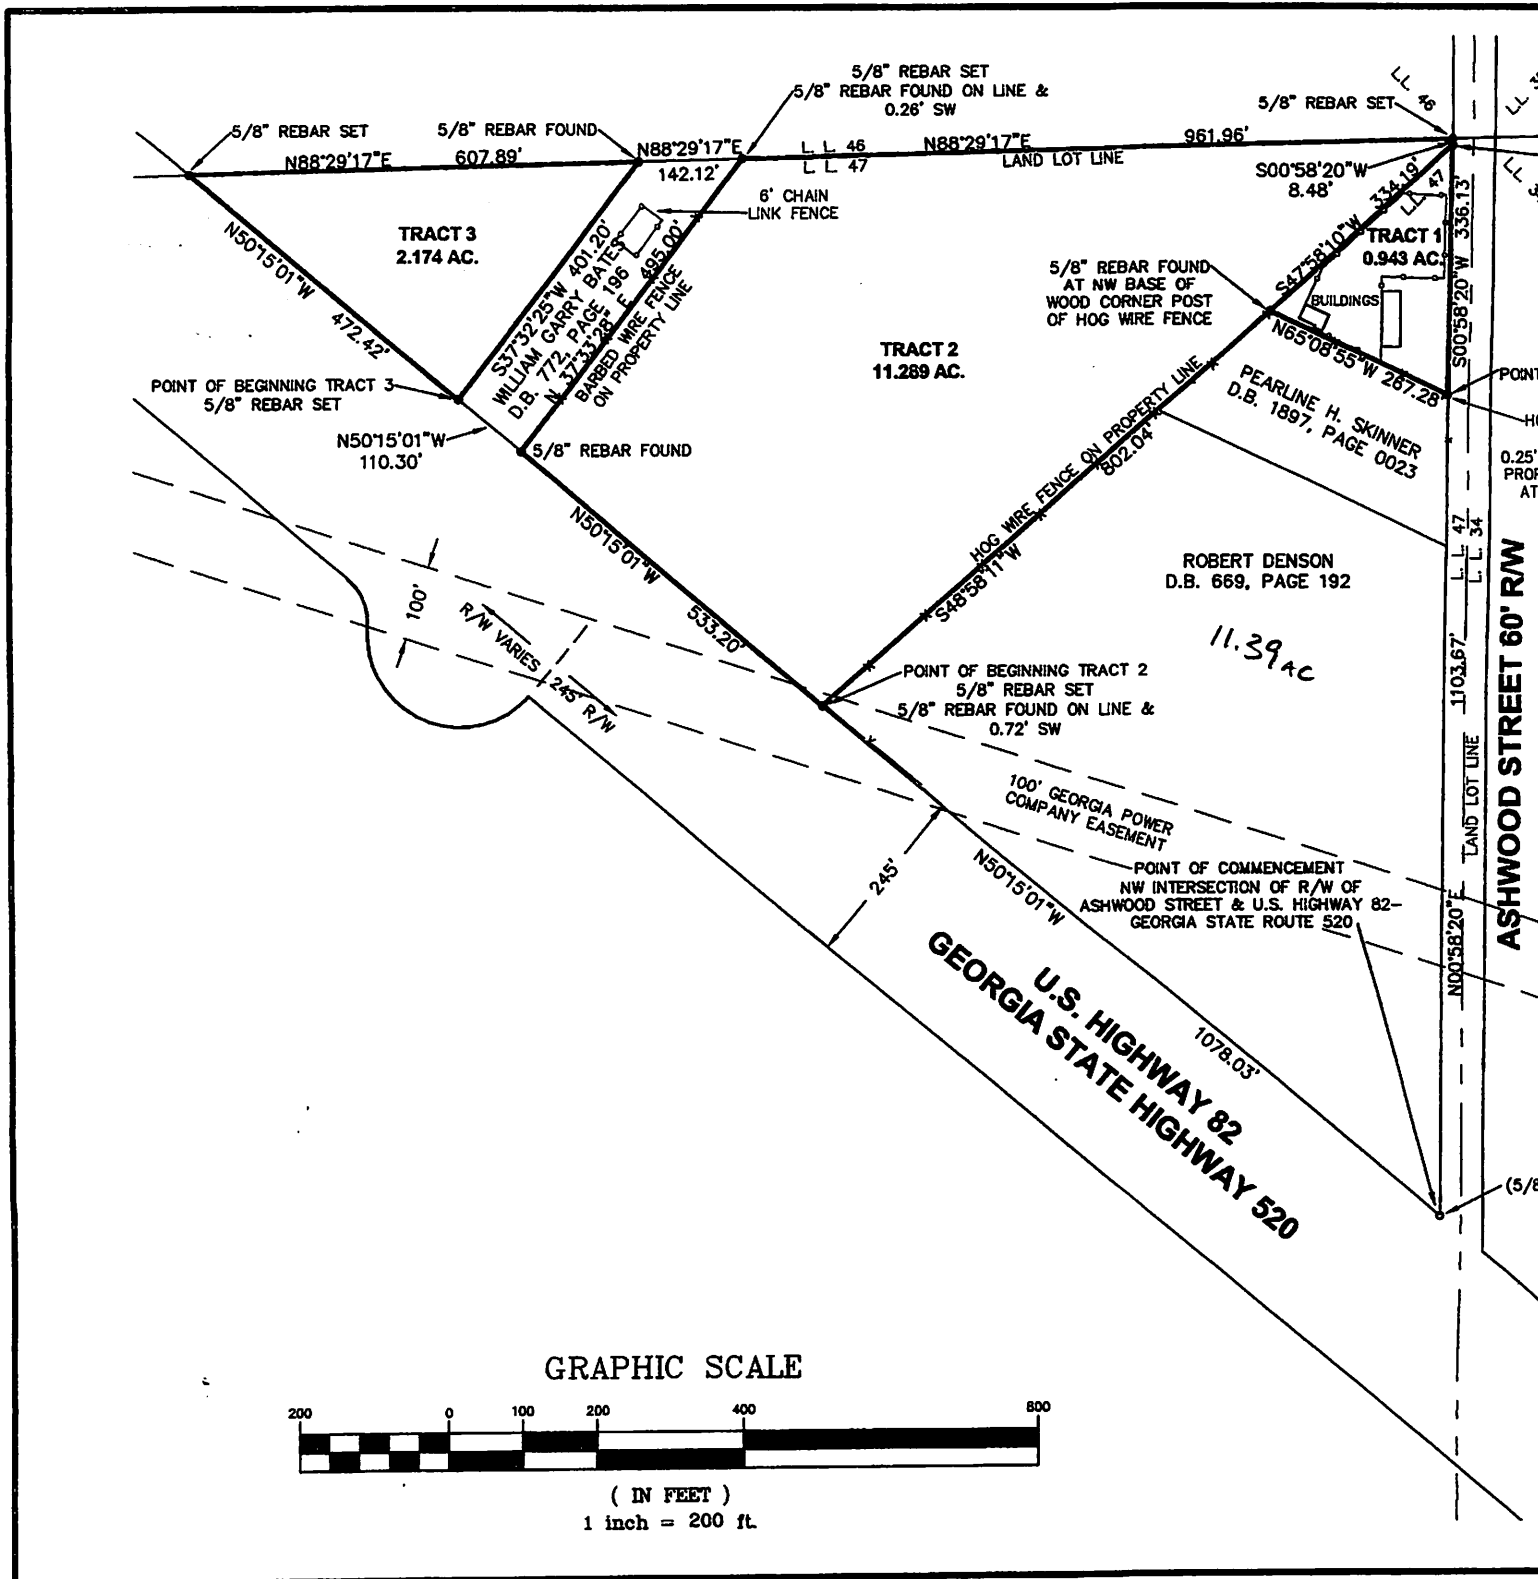 5/8" REBAR SET
5/8" REBAR FOUND ON LINE &
0.26' SW
5/8" REBAR SET
5/8" REBAR FOUND
N88°29'17"E
607.89'
N88°29'17"E
142.12'
L. L. 46
L. L. 47
N88°29'17"E
LAND LOT LINE
961.96'
5/8" REBAR SET
L.L. 46
S00°58'20"W
8.48'
334.19'
L.L. 47
336.13'
S00°58'20"W
6' CHAIN
LINK FENCE
TRACT 3
2.174 AC.
N50°15'01"W
472.42'
S37°32'25"W 401.20'
WILLIAM GARRY BATES
D.B. 772, PAGE 196
N 37°33'28" E 495.00'
BARBED WIRE FENCE
ON PROPERTY LINE
TRACT 1
0.943 AC.
S47°58'10"W
BUILDINGS
5/8" REBAR FOUND
AT NW BASE OF
WOOD CORNER POST
OF HOG WIRE FENCE
N65°08'55"W 267.28'
TRACT 2
11.289 AC.
POINT OF BEGINNING TRACT 3
5/8" REBAR SET
N50°15'01"W
110.30'
5/8" REBAR FOUND
PEARLINE H. SKINNER
D.B. 1897, PAGE 0023
POINT
0.25'
AT
HOG WIRE FENCE ON PROPERTY LINE
802.04'
S48°58'11"W
N50°15'01"W
533.20'
L. L. 47
L. L. 34
ROBERT DENSON
D.B. 669, PAGE 192
11.39 AC
100'
R/W VARIES
245' R/W
POINT OF BEGINNING TRACT 2
5/8" REBAR SET
5/8" REBAR FOUND ON LINE &
0.72' SW
1103.67'
LAND LOT LINE
N00°58'20"E
ASHWOOD STREET 60' R/W
100' GEORGIA POWER
COMPANY EASEMENT
245'
N50°15'01"W
POINT OF COMMENCEMENT
NW INTERSECTION OF R/W OF
ASHWOOD STREET & U.S. HIGHWAY 82-
GEORGIA STATE ROUTE 520
1078.03'
U.S. HIGHWAY 82
GEORGIA STATE HIGHWAY 520
(5/8
GRAPHIC SCALE
200 0 100 200 400 800
( IN FEET )
1 inch = 200 ft.